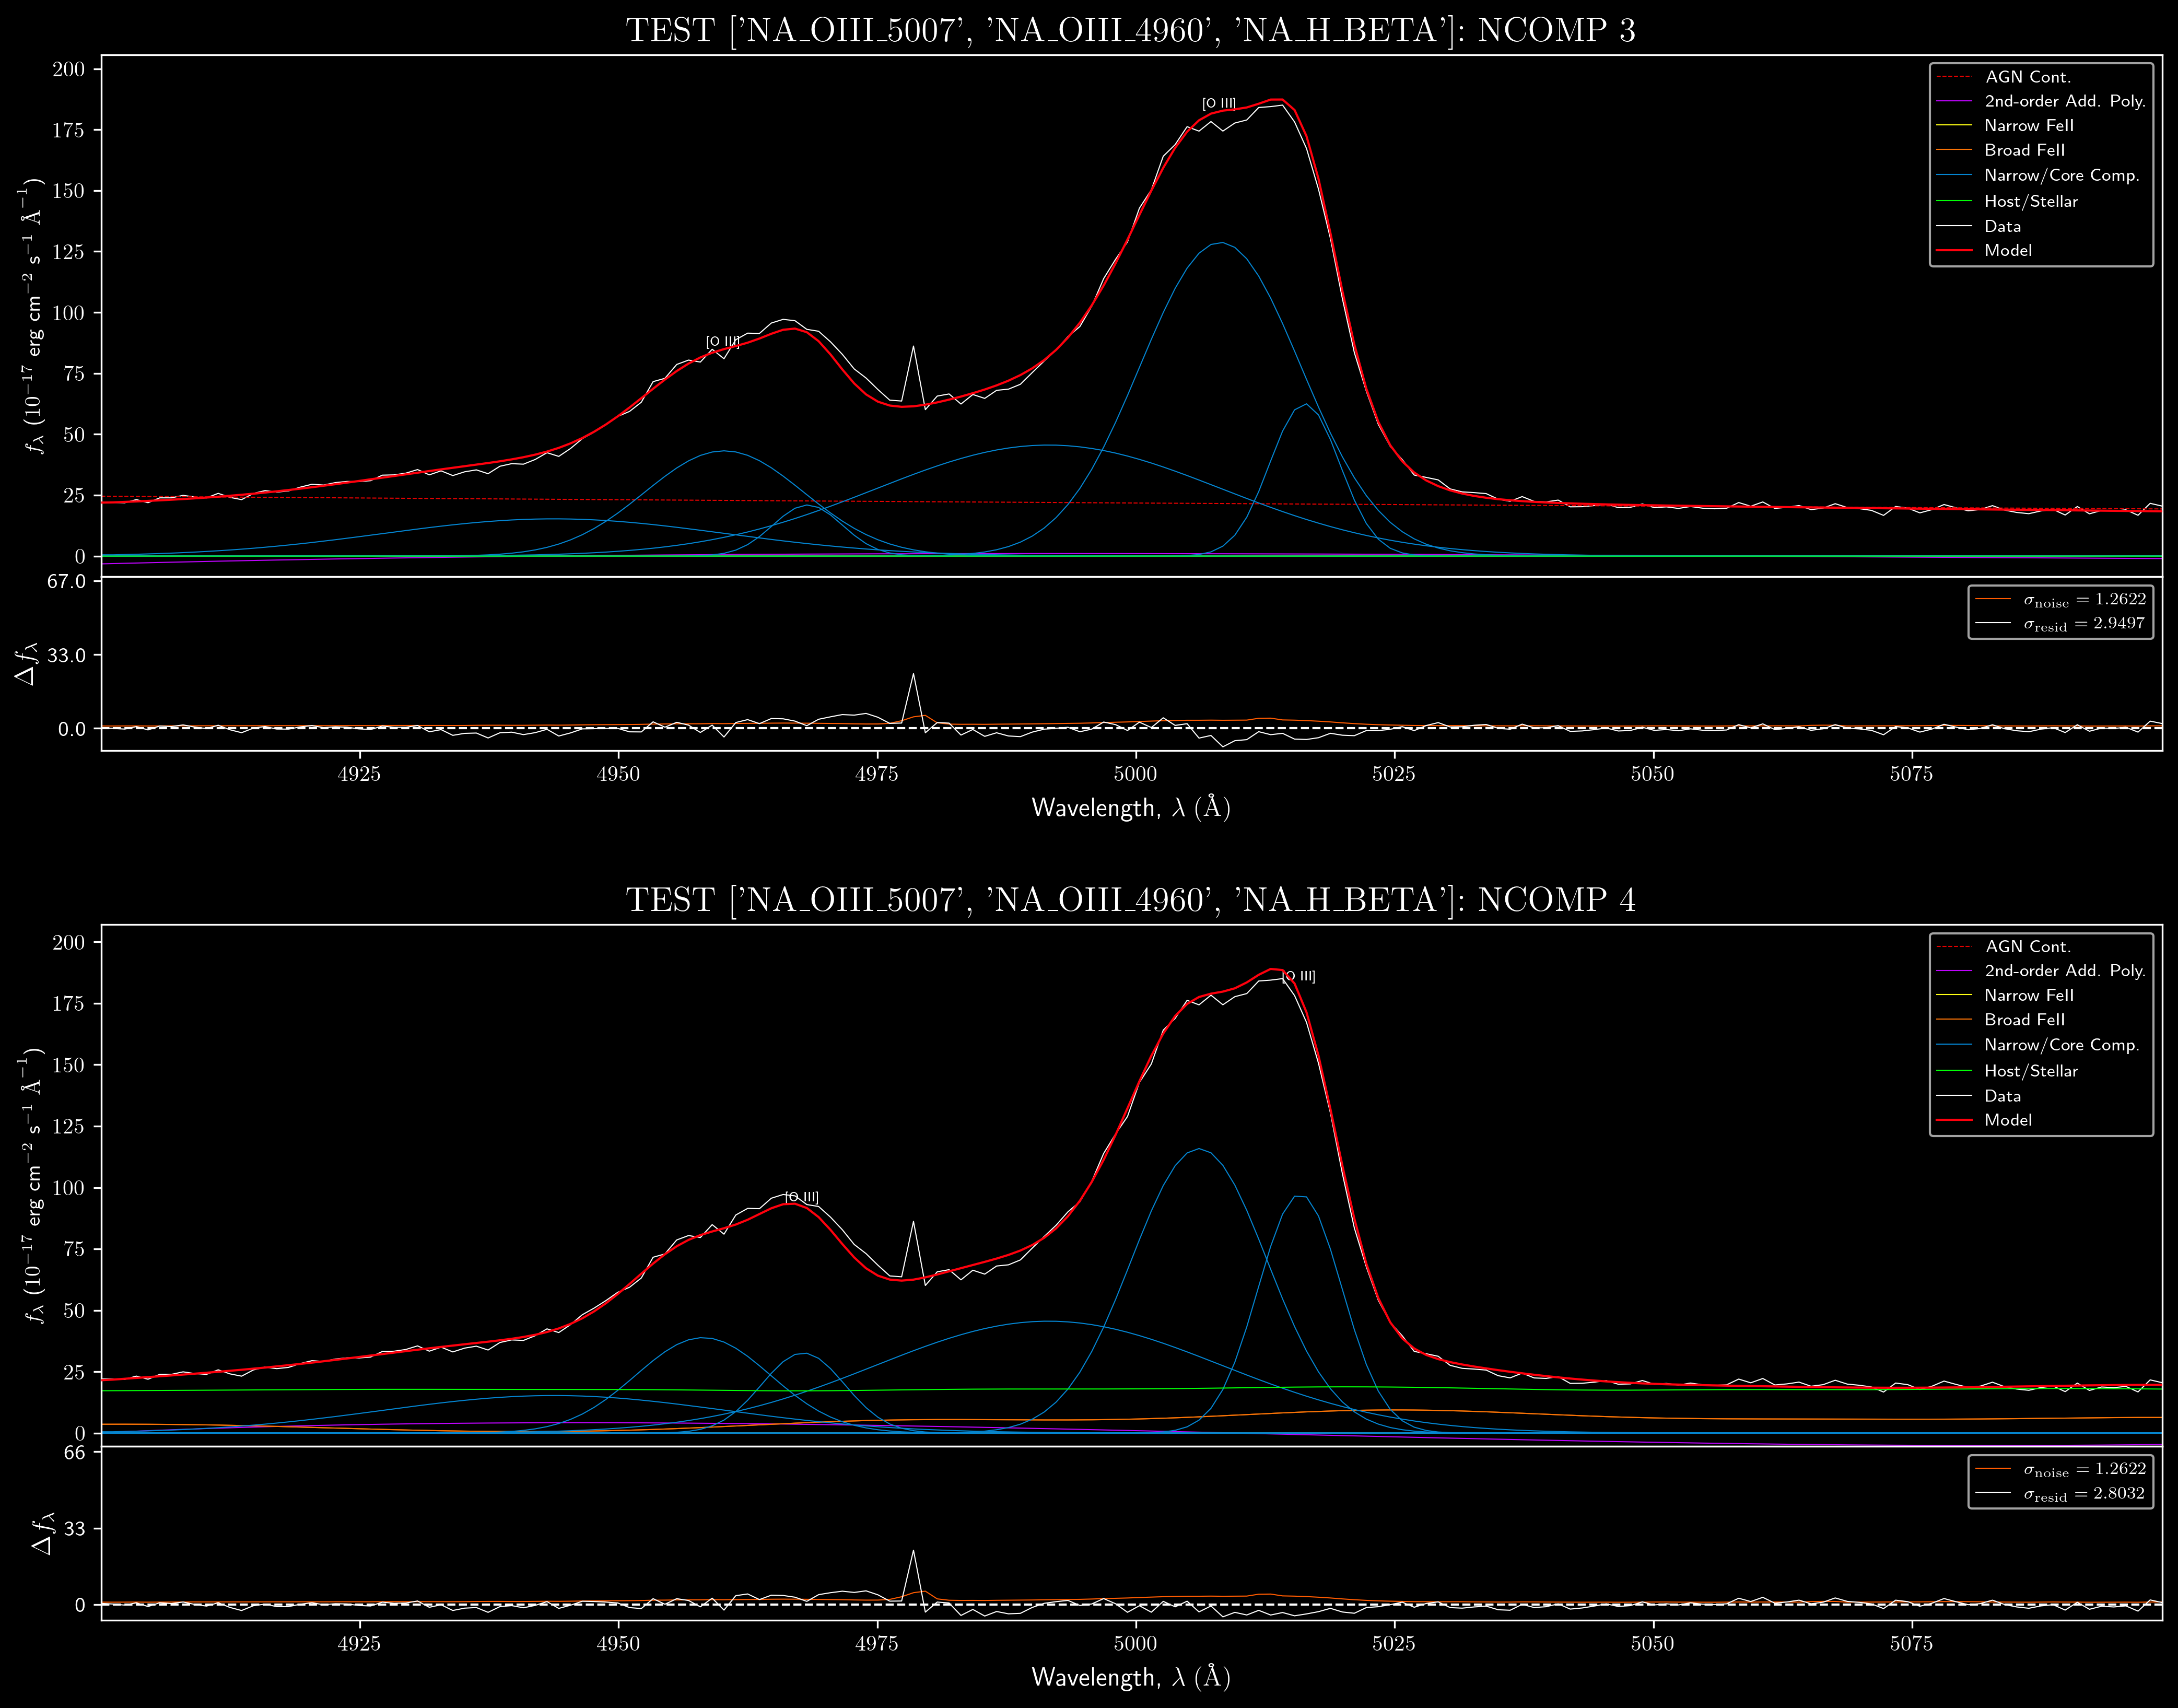 TEST ['NA_OIII_5007', 'NA_OIII_4960', 'NA_H_BETA']: NCOMP 3
200
175
150
125
100
75
50
25
0
fλ (10−17 erg cm−2 s−1 Å−1)
[O III]
[O III]
AGN Cont.
2nd-order Add. Poly.
Narrow FeII
Broad FeII
Narrow/Core Comp.
Host/Stellar
Data
Model
67.0
33.0
0.0
Δfλ
σnoise = 1.2622
σresid = 2.9497
4925 4950 4975 5000 5025 5050 5075
Wavelength, λ (Å)
TEST ['NA_OIII_5007', 'NA_OIII_4960', 'NA_H_BETA']: NCOMP 4
200
175
150
125
100
75
50
25
0
fλ (10−17 erg cm−2 s−1 Å−1)
[O III]
[O III]
AGN Cont.
2nd-order Add. Poly.
Narrow FeII
Broad FeII
Narrow/Core Comp.
Host/Stellar
Data
Model
66
33
0
Δfλ
σnoise = 1.2622
σresid = 2.8032
4925 4950 4975 5000 5025 5050 5075
Wavelength, λ (Å)